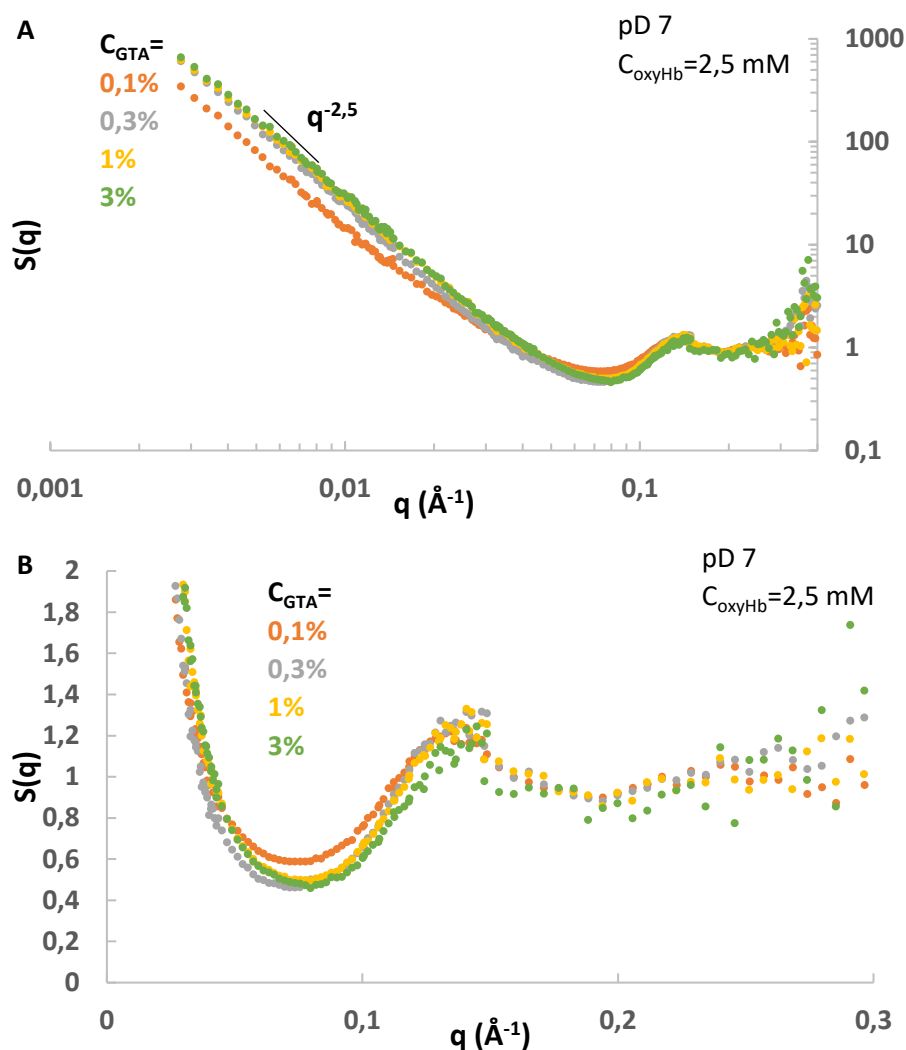 A
C_GTA=
0,1%
0,3%
1%
3%
pD 7
C_oxyHb=2,5 mM
q^-2,5
S(q)
1000
100
10
1
0,1
0,001
0,01
0,1
q (Å^-1)
B
C_GTA=
0,1%
0,3%
1%
3%
pD 7
C_oxyHb=2,5 mM
S(q)
2
1,8
1,6
1,4
1,2
1
0,8
0,6
0,4
0,2
0
0
0,1
0,2
0,3
q (Å^-1)